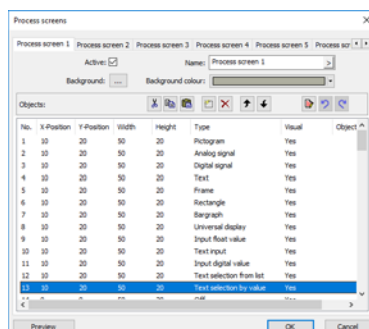 Process screens
Process screen 1 Process screen 2 Process screen 3 Process screen 4 Process screen 5 Process scr
Active: Name: Process screen 1 >
Background: ... Background colour:
Objects:
No. X-Position Y-Position Width Height Type Visual Object
1 10 20 50 20 Pictogram Yes
2 10 20 50 20 Analog signal Yes
3 10 20 50 20 Digital signal Yes
4 10 20 50 20 Text Yes
5 10 20 50 20 Frame Yes
6 10 20 50 20 Rectangle Yes
7 10 20 50 20 Bargraph Yes
8 10 20 50 20 Universal display Yes
9 10 20 50 20 Input float value Yes
10 10 20 50 20 Text input Yes
11 10 20 50 20 Input digital value Yes
12 10 20 50 20 Text selection from list Yes
13 10 20 50 20 Text selection by value Yes
Preview OK Cancel